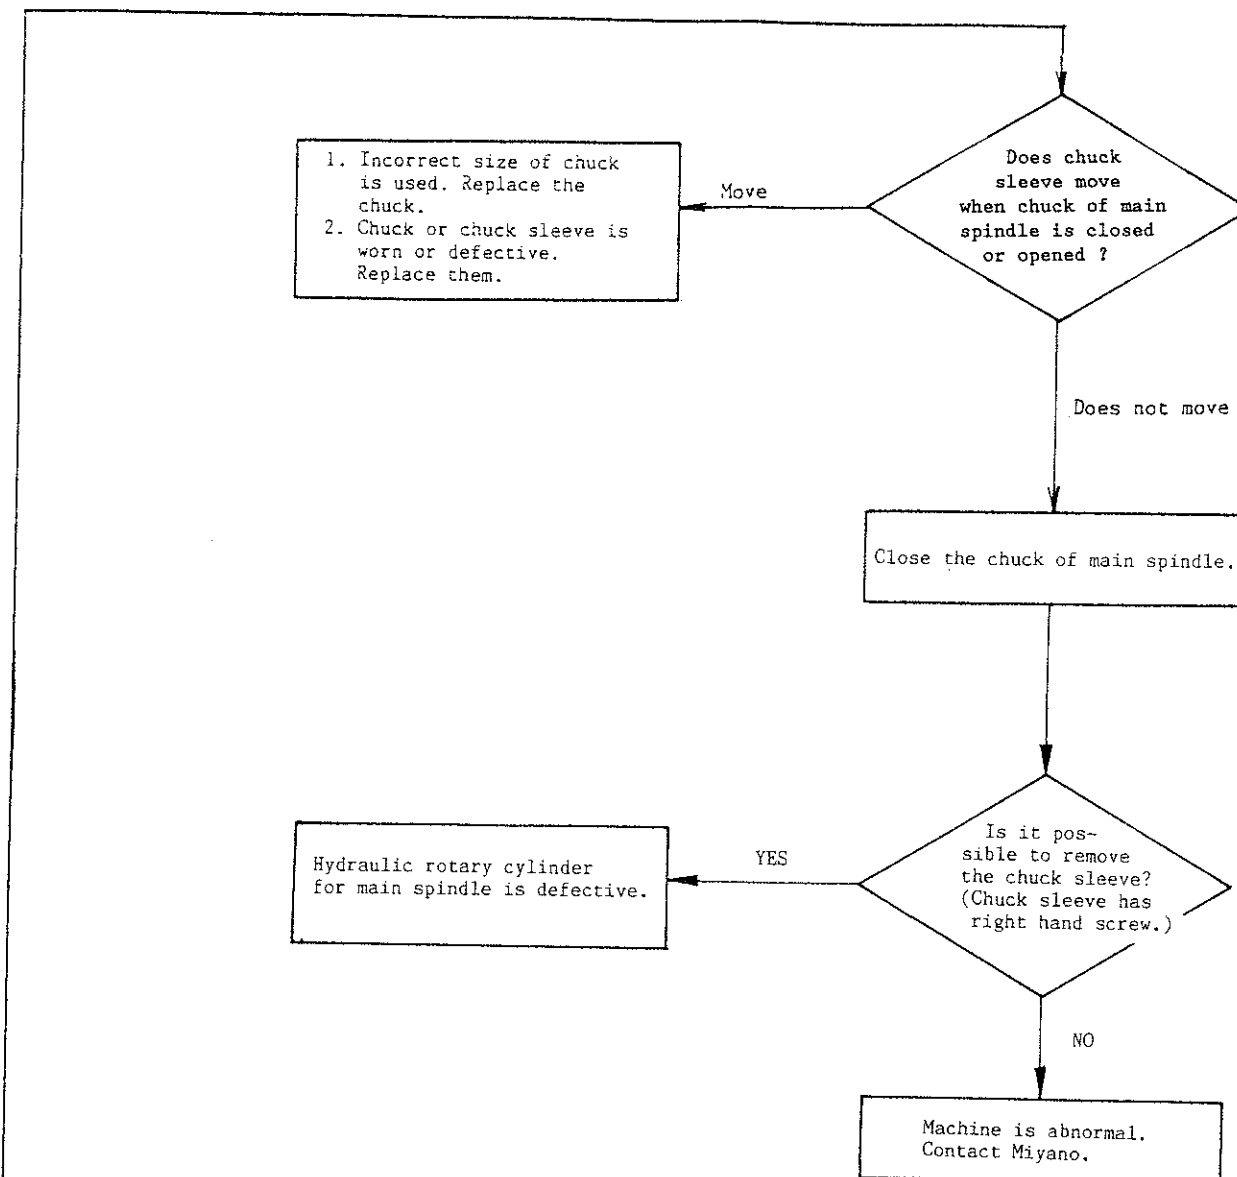 Does chuck
sleeve move
when chuck of main
spindle is closed
or opened ?
Move
1. Incorrect size of chuck
is used. Replace the
chuck.
2. Chuck or chuck sleeve is
worn or defective.
Replace them.
Does not move
Close the chuck of main spindle.
Is it pos-
sible to remove
the chuck sleeve?
(Chuck sleeve has
right hand screw.)
YES
Hydraulic rotary cylinder
for main spindle is defective.
NO
Machine is abnormal.
Contact Miyano.